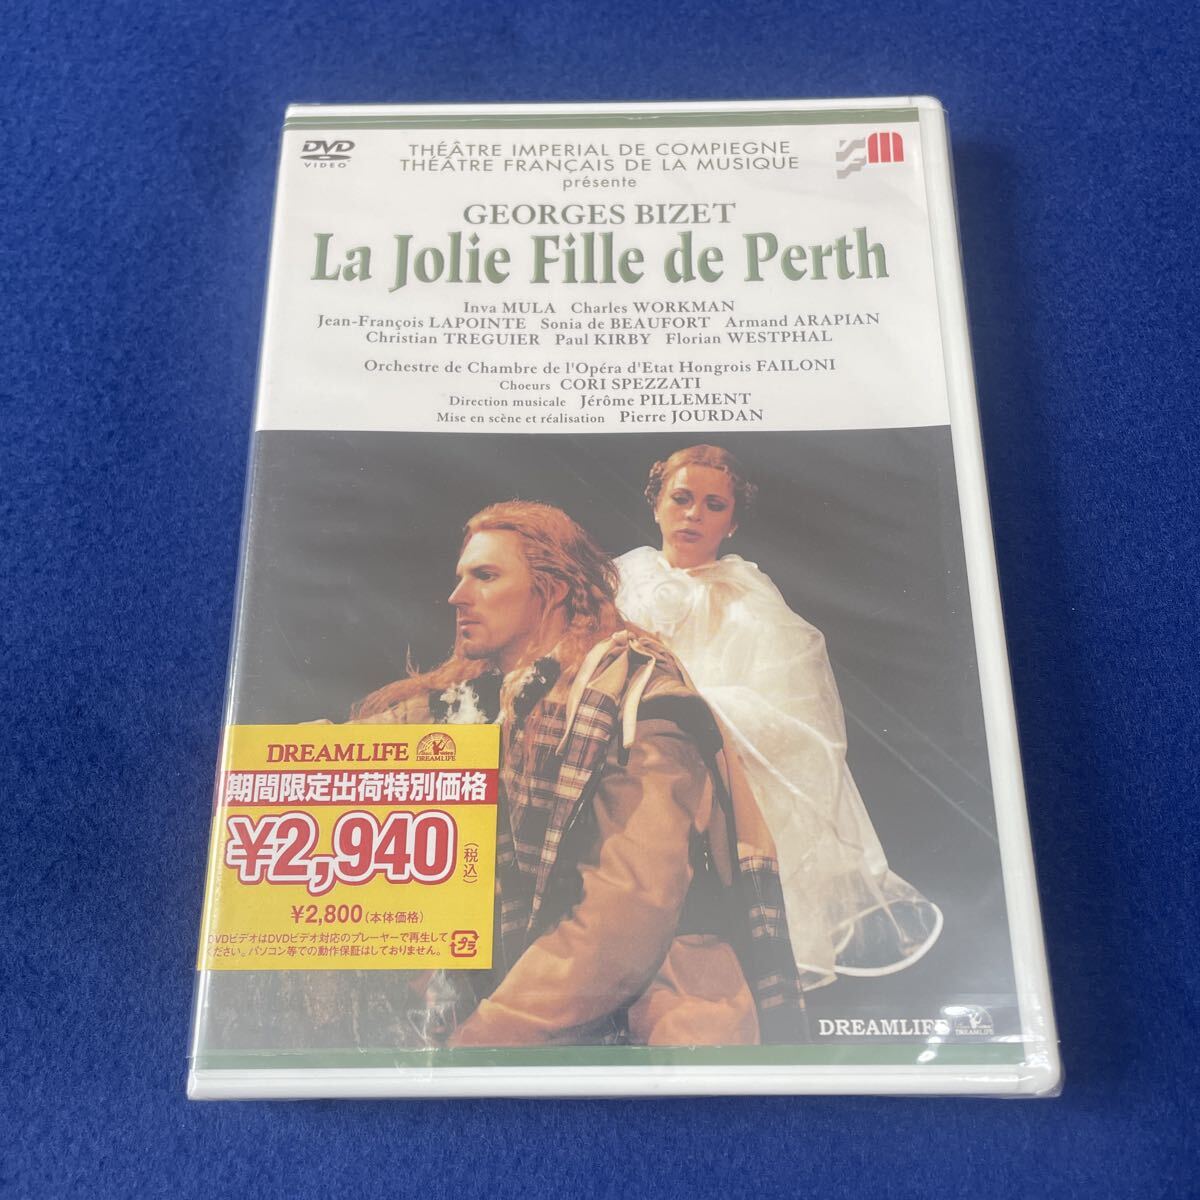 DVD
VIDEO
THÉÂTRE IMPERIAL DE COMPIEGNE
THÉÂTRE FRANÇAIS DE LA MUSIQUE
présente
GEORGES BIZET
La Jolie Fille de Perth
Inva MULA Charles WORKMAN
Jean-François LAPOINTE Sonia de BEAUFORT Armand ARAPIAN
Christian TREGUIER Paul KIRBY Florian WESTPHAL
Orchestre de Chambre de l'Opéra d'Etat Hongrois FAILONI
Choeurs CORI SPEZZATI
Direction musicale Jérôme PILLEMENT
Mise en scène et réalisation Pierre JOURDAN
DREAMLIFE
DREAMLIFE
期間限定出荷特別価格
¥2,940(税込)
¥2,800(本体価格)
DVDビデオはDVDビデオ対応のプレーヤーで再生して
ください。パソコン等での動作保証はしておりません。
プラ
DREAMLIFE
DREAMLIFE